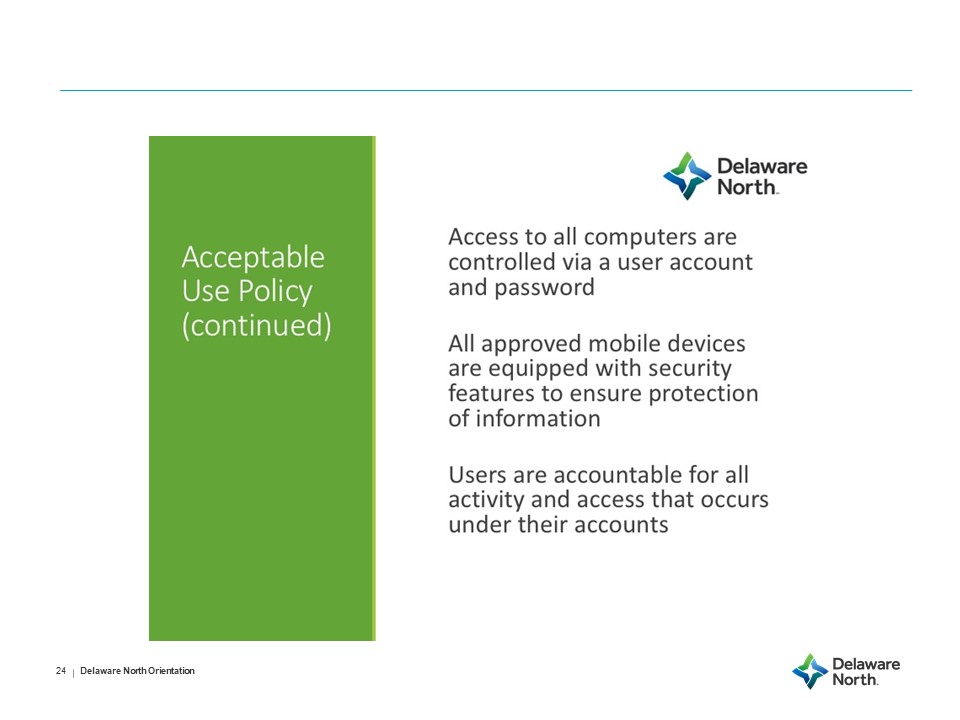 Delaware
North
Acceptable
Use Policy
(continued)
Access to all computers are
controlled via a user account
and password
All approved mobile devices
are equipped with security
features to ensure protection
of information
Users are accountable for all
activity and access that occurs
under their accounts
24 | Delaware North Orientation
Delaware
North.